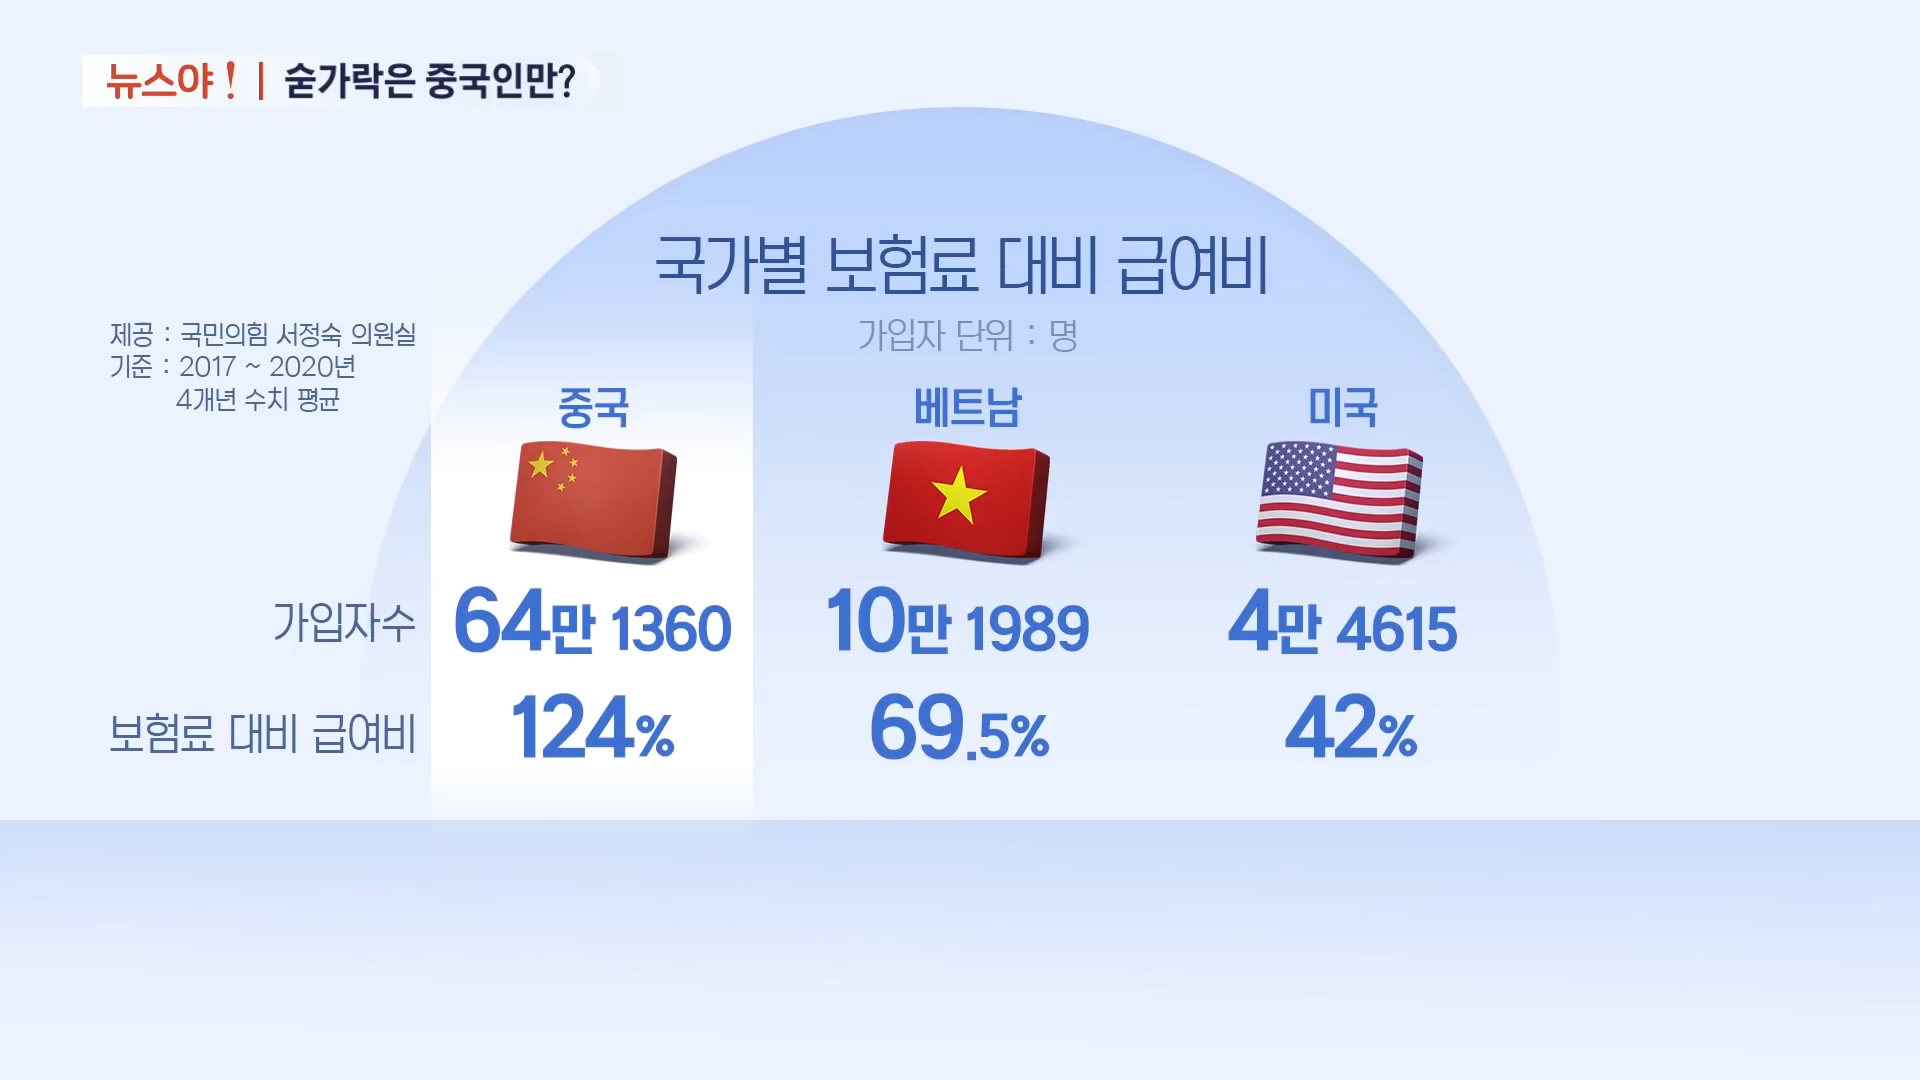 뉴스야! | 숟가락은 중국인만?
국가별 보험료 대비 급여비
가입자 단위 : 명
제공 : 국민의힘 서정숙 의원실
기준 : 2017 ~ 2020년
4개년 수치 평균
중국 베트남 미국
가입자수 64만 1360 10만 1989 4만 4615
보험료 대비 급여비 124% 69.5% 42%